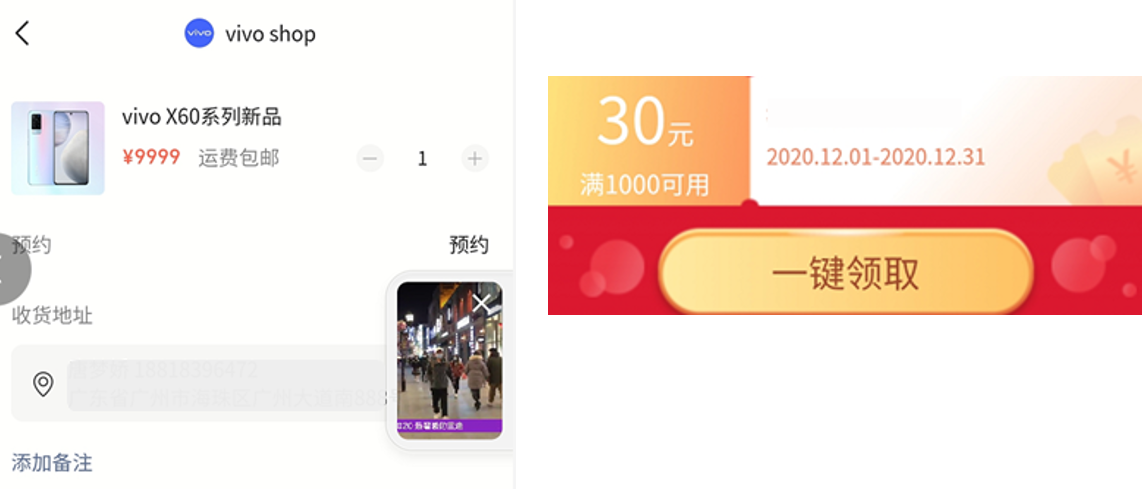 vivo
vivo shop
vivo X60系列新品
¥9999 运费包邮
1
预约 预约
收货地址
添加备注
30元
满1000可用
2020.12.01-2020.12.31
一键领取